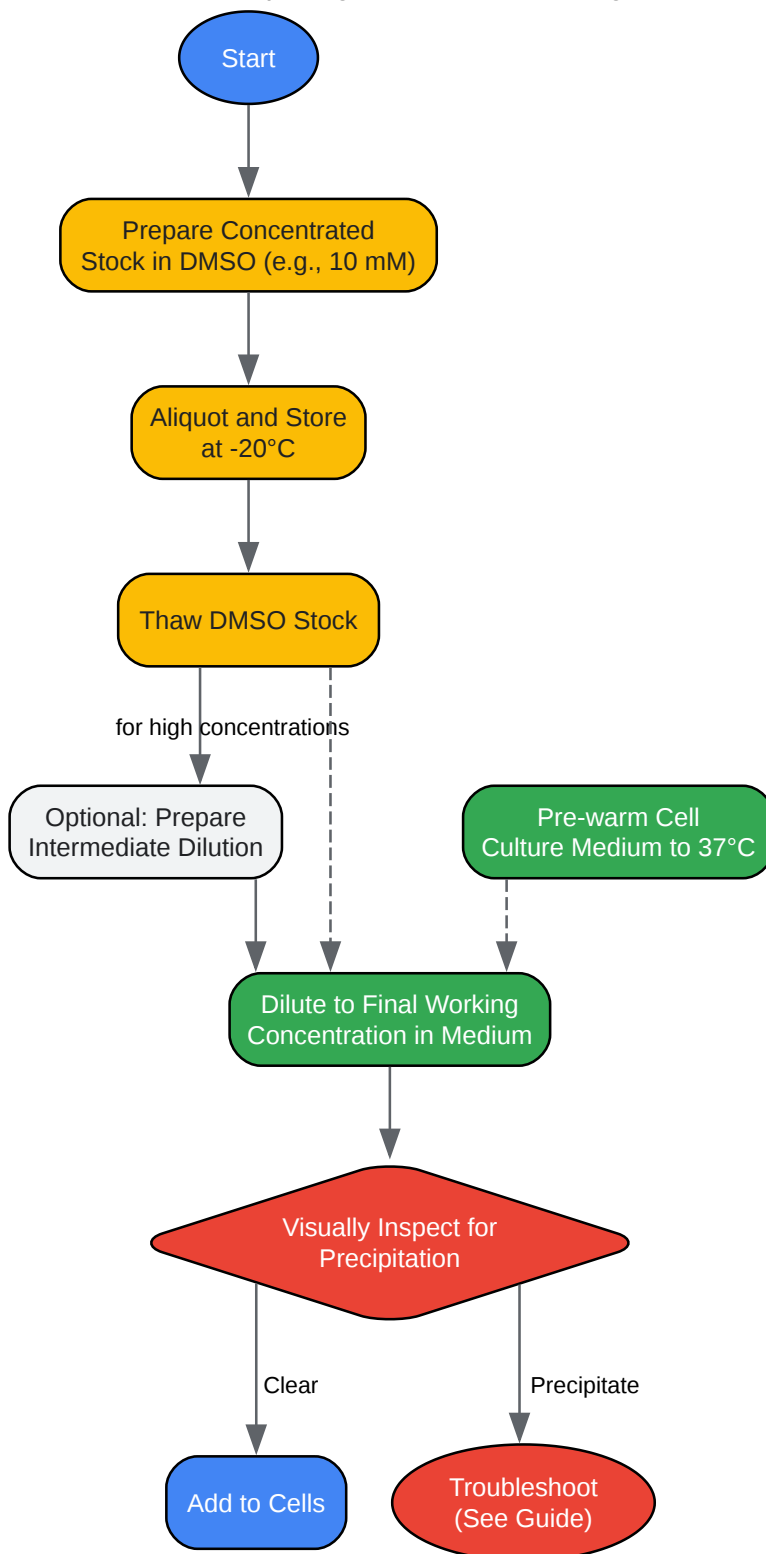 Start
Prepare Concentrated
Stock in DMSO (e.g., 10 mM)
Aliquot and Store
at -20°C
Thaw DMSO Stock
for high concentrations
Optional: Prepare
Intermediate Dilution
Pre-warm Cell
Culture Medium to 37°C
Dilute to Final Working
Concentration in Medium
Visually Inspect for
Precipitation
Clear
Precipitate
Add to Cells
Troubleshoot
(See Guide)